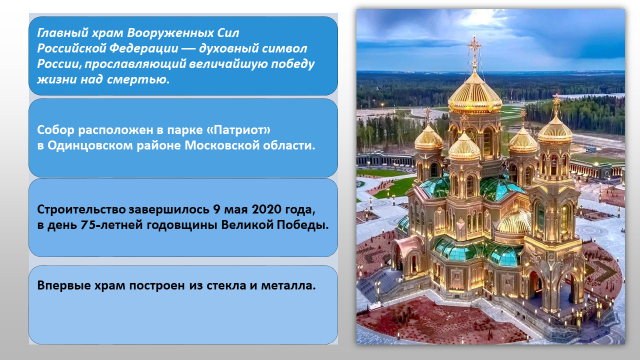 Главный храм Вооруженных Сил
Российской Федерации — духовный символ
России, прославляющий величайшую победу
жизни над смертью.
Собор расположен в парке «Патриот»
в Одинцовском районе Московской области.
Строительство завершилось 9 мая 2020 года,
в день 75-летней годовщины Великой Победы.
Впервые храм построен из стекла и металла.